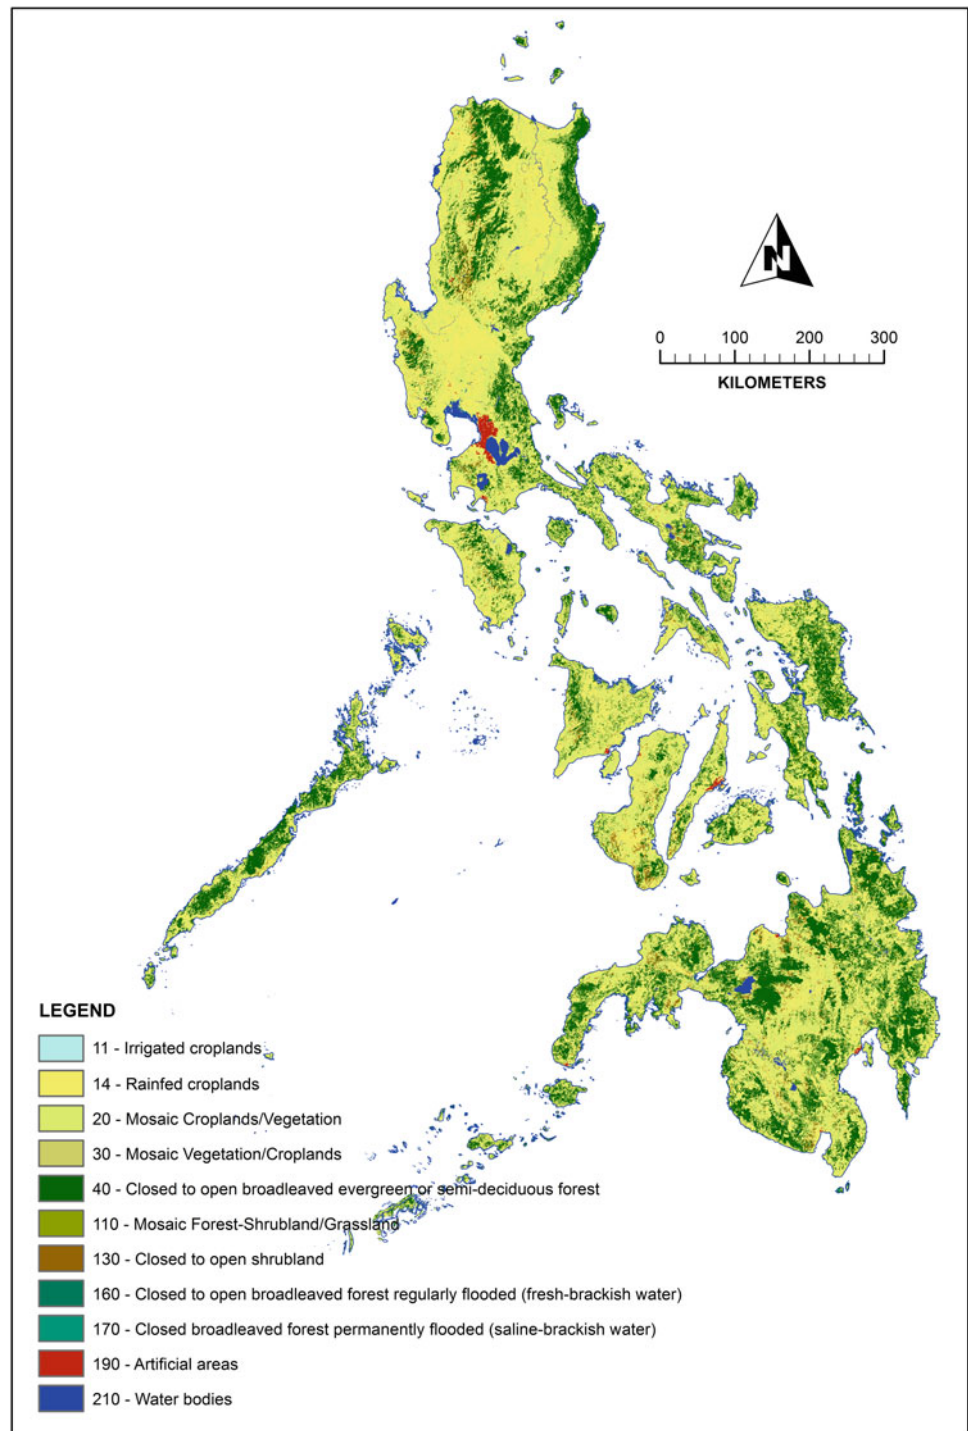 N
0 100 200 300
KILOMETERS
LEGEND
11 - Irrigated croplands
14 - Rainfed croplands
20 - Mosaic Croplands/Vegetation
30 - Mosaic Vegetation/Croplands
40 - Closed to open broadleaved evergreen or semi-deciduous forest
110 - Mosaic Forest-Shrubland/Grassland
130 - Closed to open shrubland
160 - Closed to open broadleaved forest regularly flooded (fresh-brackish water)
170 - Closed broadleaved forest permanently flooded (saline-brackish water)
190 - Artificial areas
210 - Water bodies